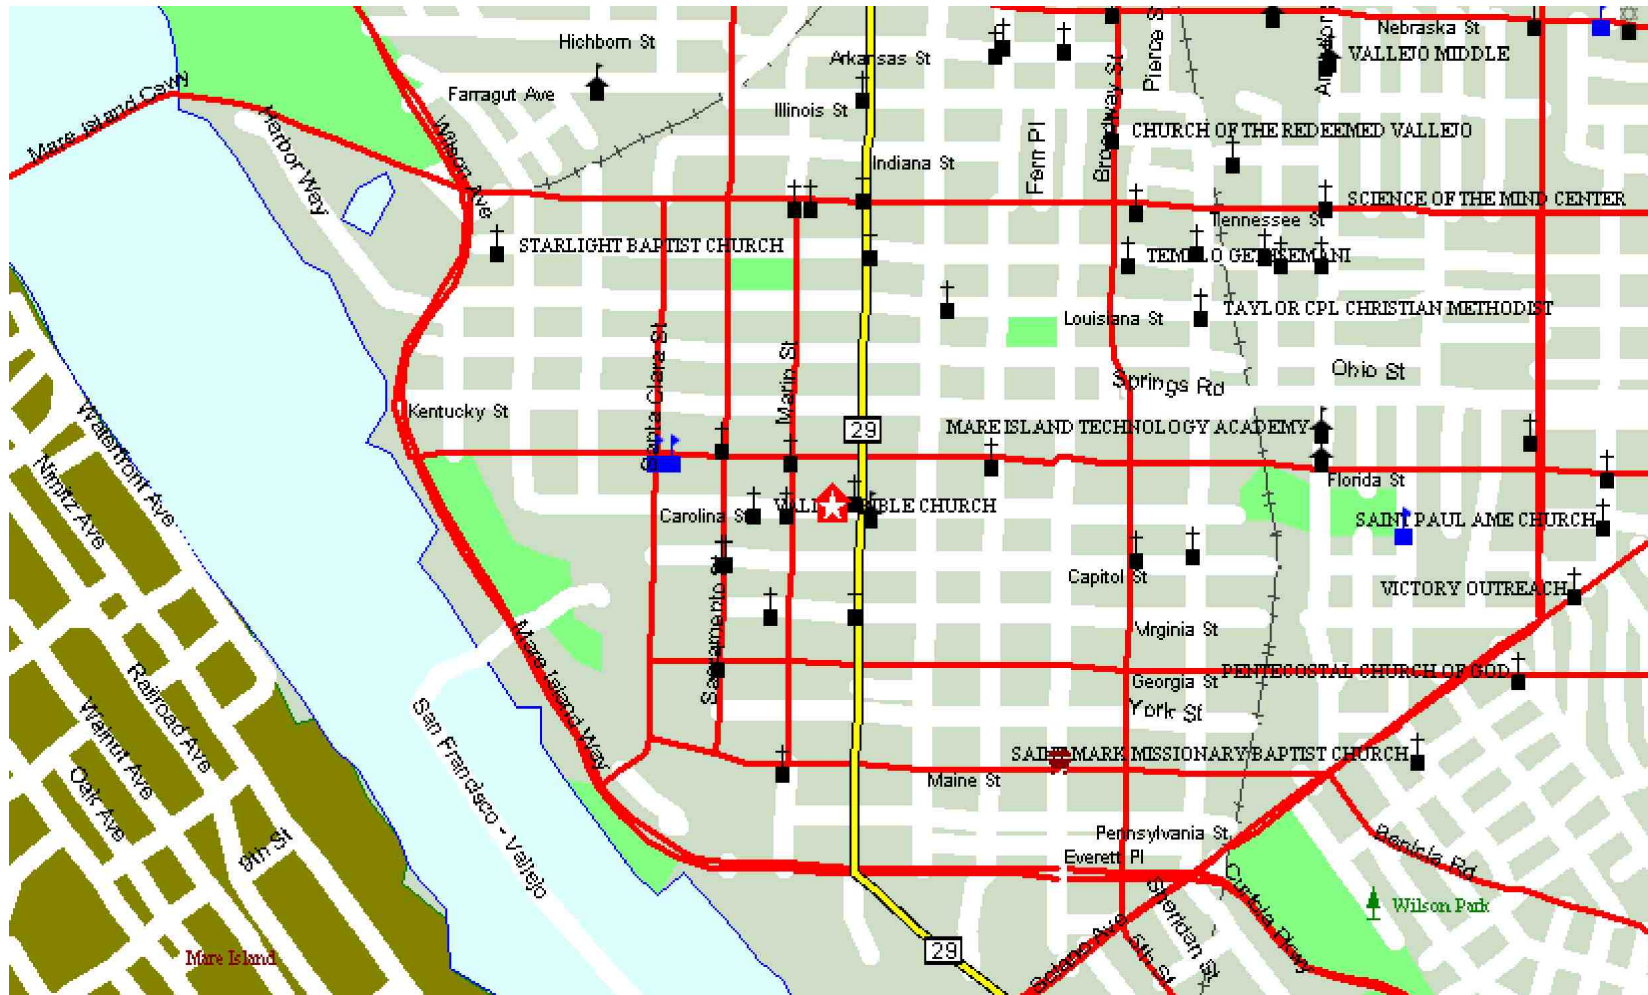 Hichborn St
Nebraska St
Arkansas St
Pierce S
VALLEJO MIDDLE
Farragut Ave
Illinois St
Mare Island Cswy
Wilson Ave
Harbor Way
Broadway St
CHURCH OF THE REDEEMED VALLEJO
Fern Pl
Indiana St
SCIENCE OF THE MIND CENTER
Tennessee St
STARLIGHT BAPTIST CHURCH
TEMPLO GETHSEMANI
TAYLOR CPL CHRISTIAN METHODIST
Louisiana St
Santa Clara St
Marin St
Ohio St
Springs Rd
Kentucky St
29
MARE ISLAND TECHNOLOGY ACADEMY
Waterfront Ave
Nimitz Ave
Florida St
Carolina S
BIBLE CHURCH
SAINT PAUL AME CHURCH
Capitol St
VICTORY OUTREACH
Sacramento St
Virginia St
Mare Island Way
PENTECOSTAL CHURCH OF GOD
Georgia St
York St
Railroad Ave
Walnut Ave
San Francisco - Vallejo
SAINT MARK MISSIONARY BAPTIST CHURCH
Maine St
Oak Ave
Pennsylvania St
9th St
Everett Pl
Benicia Rd
Curtola Pkwy
Sheridan St
Wilson Park
Solano Ave
5th St
29
Mare Island